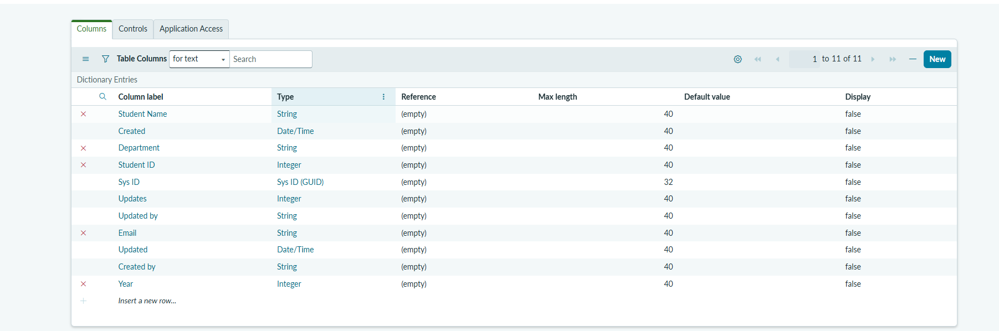 Columns Controls Application Access
Table Columns for text Search 1 to 11 of 11 New
Dictionary Entries
Column label Type Reference Max length Default value Display
Student Name String (empty) 40 false
Created Date/Time (empty) 40 false
Department String (empty) 40 false
Student ID Integer (empty) 40 false
Sys ID Sys ID (GUID) (empty) 32 false
Updates Integer (empty) 40 false
Updated by String (empty) 40 false
Email String (empty) 40 false
Updated Date/Time (empty) 40 false
Created by String (empty) 40 false
Year Integer (empty) 40 false
Insert a new row...